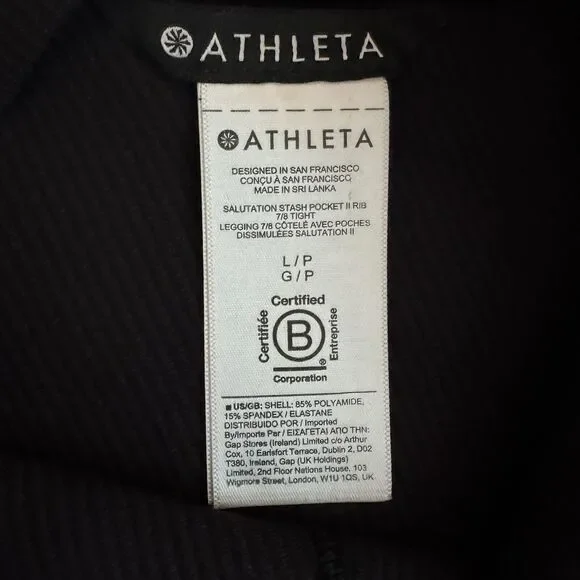 ATHLETA
ATHLETA
DESIGNED IN SAN FRANCISCO
CONÇU À SAN FRANCISCO
MADE IN SRI LANKA
SALUTATION STASH POCKET II RIB
7/8 TIGHT
LEGGING 7/8 CÔTELÉ AVEC POCHES
DISSIMULÉES SALUTATION II
L / P
G / P
Certified
Certifiée
B
Entreprise
®
Corporation
■ US/GB: SHELL: 85% POLYAMIDE,
15% SPANDEX / ELASTANE
DISTRIBUIDO POR / Imported
By/Importe Per / ΕΙΣΑΓΕΤΑΙ ΑΠΟ ΤΗΝ:
Gap Stores (Ireland) Limited c/o Arthur
Cox, 10 Earlsfort Terrace, Dublin 2, D02
T380, Ireland, Gap (UK Holdings)
Limited, 2nd Floor Nations House, 103
Wigmore Street, London, W1U 1QS, UK